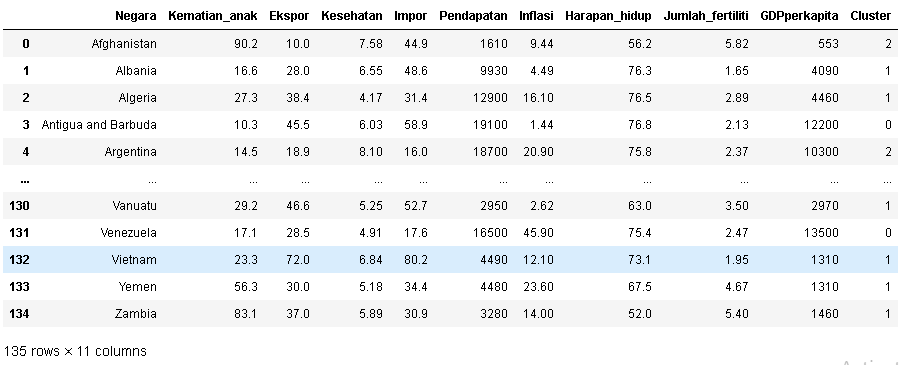 Negara Kematian_anak Ekspor Kesehatan Impor Pendapatan Inflasi Harapan_hidup Jumlah_fertiliti GDPperkapita Cluster
0 Afghanistan 90.2 10.0 7.58 44.9 1610 9.44 56.2 5.82 553 2
1 Albania 16.6 28.0 6.55 48.6 9930 4.49 76.3 1.65 4090 1
2 Algeria 27.3 38.4 4.17 31.4 12900 16.10 76.5 2.89 4460 1
3 Antigua and Barbuda 10.3 45.5 6.03 58.9 19100 1.44 76.8 2.13 12200 0
4 Argentina 14.5 18.9 8.10 16.0 18700 20.90 75.8 2.37 10300 2
... ... ... ... ... ... ... ... ... ... ... ...
130 Vanuatu 29.2 46.6 5.25 52.7 2950 2.62 63.0 3.50 2970 1
131 Venezuela 17.1 28.5 4.91 17.6 16500 45.90 75.4 2.47 13500 0
132 Vietnam 23.3 72.0 6.84 80.2 4490 12.10 73.1 1.95 1310 1
133 Yemen 56.3 30.0 5.18 34.4 4480 23.60 67.5 4.67 1310 1
134 Zambia 83.1 37.0 5.89 30.9 3280 14.00 52.0 5.40 1460 1
135 rows × 11 columns